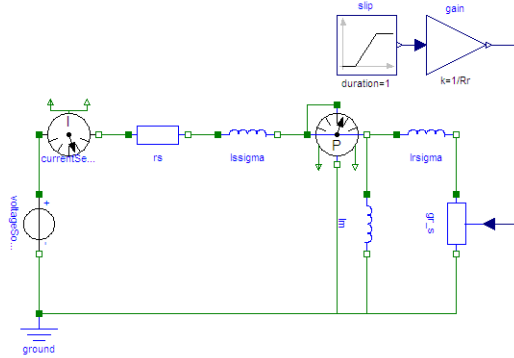 slip
gain
duration=1
k=1/Rr
I
currentSe...
rs
lssigma
P
lrsigma
voltageSo...
+
-
lm
gr_s
ground